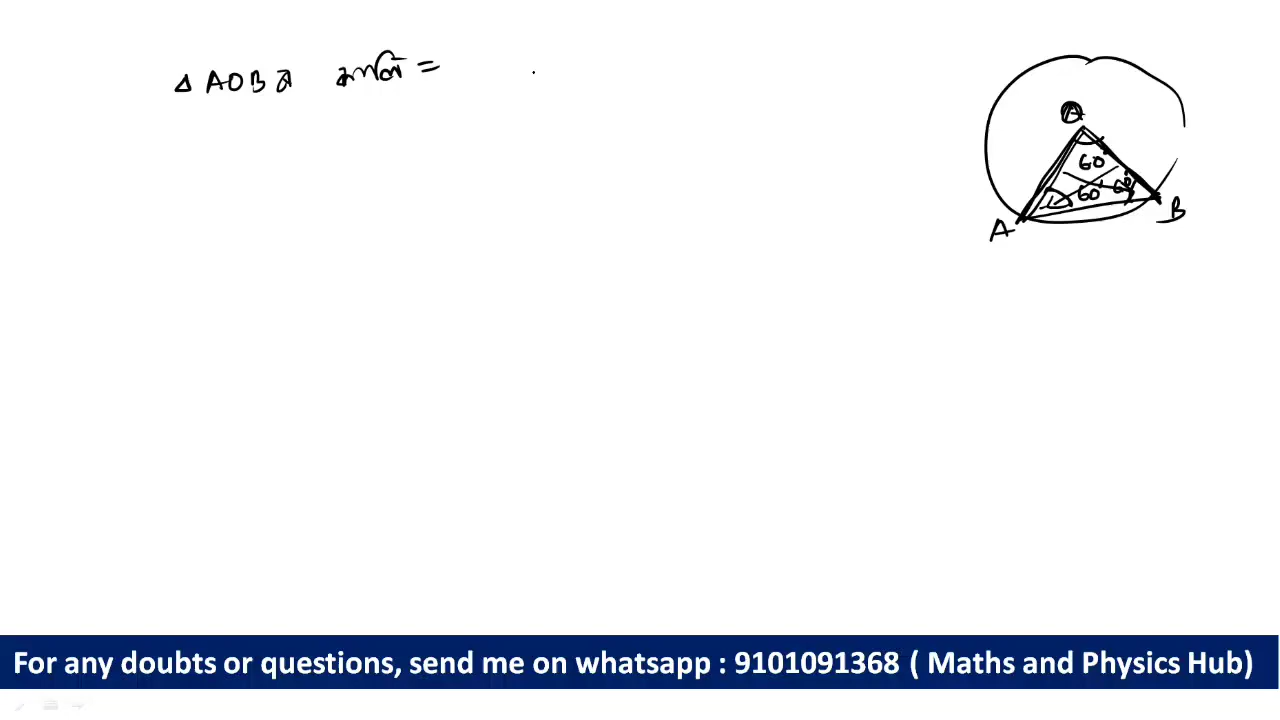 Δ AOB ৰ কালি =
60°
60° 60°
A B
For any doubts or questions, send me on whatsapp : 9101091368 ( Maths and Physics Hub)